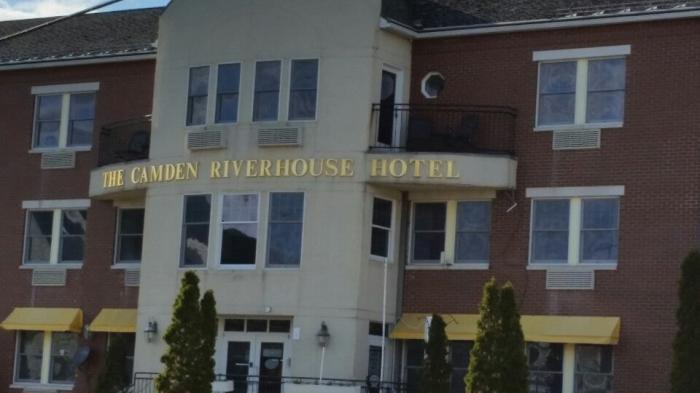 THE CAMDEN RIVERHOUSE HOTEL